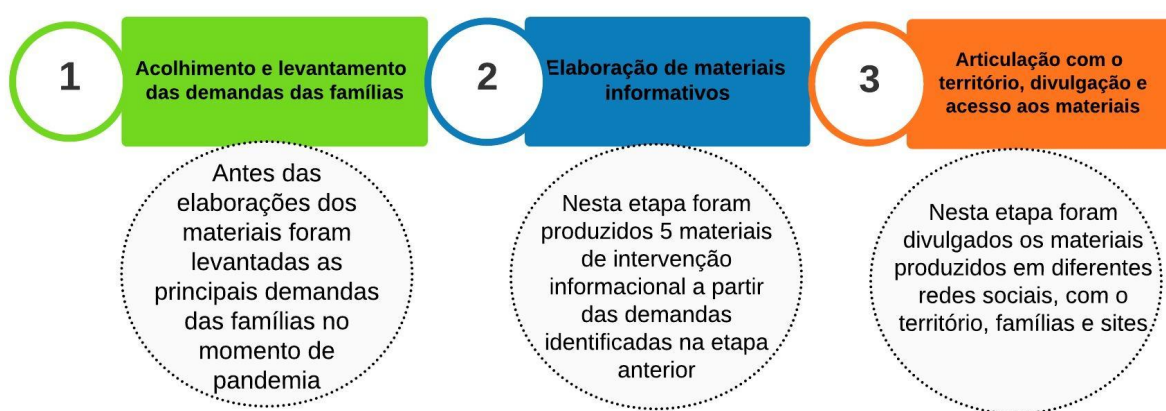 1
Acolhimento e levantamento
das demandas das famílias
Antes das
elaborações dos
materiais foram
levantadas as
principais demandas
das famílias no
momento de
pandemia
2
Elaboração de materiais
informativos
Nesta etapa foram
produzidos 5 materiais
de intervenção
informacional a partir
das demandas
identificadas na etapa
anterior
3
Articulação com o
território, divulgação e
acesso aos materiais
Nesta etapa foram
divulgados os materiais
produzidos em diferentes
redes sociais, com o
território, famílias e sites